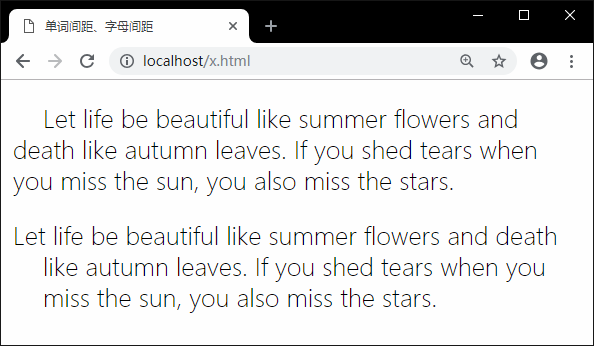 单词间距、字母间距
localhost/x.html
Let life be beautiful like summer flowers and
death like autumn leaves. If you shed tears when
you miss the sun, you also miss the stars.
Let life be beautiful like summer flowers and death
like autumn leaves. If you shed tears when you
miss the sun, you also miss the stars.